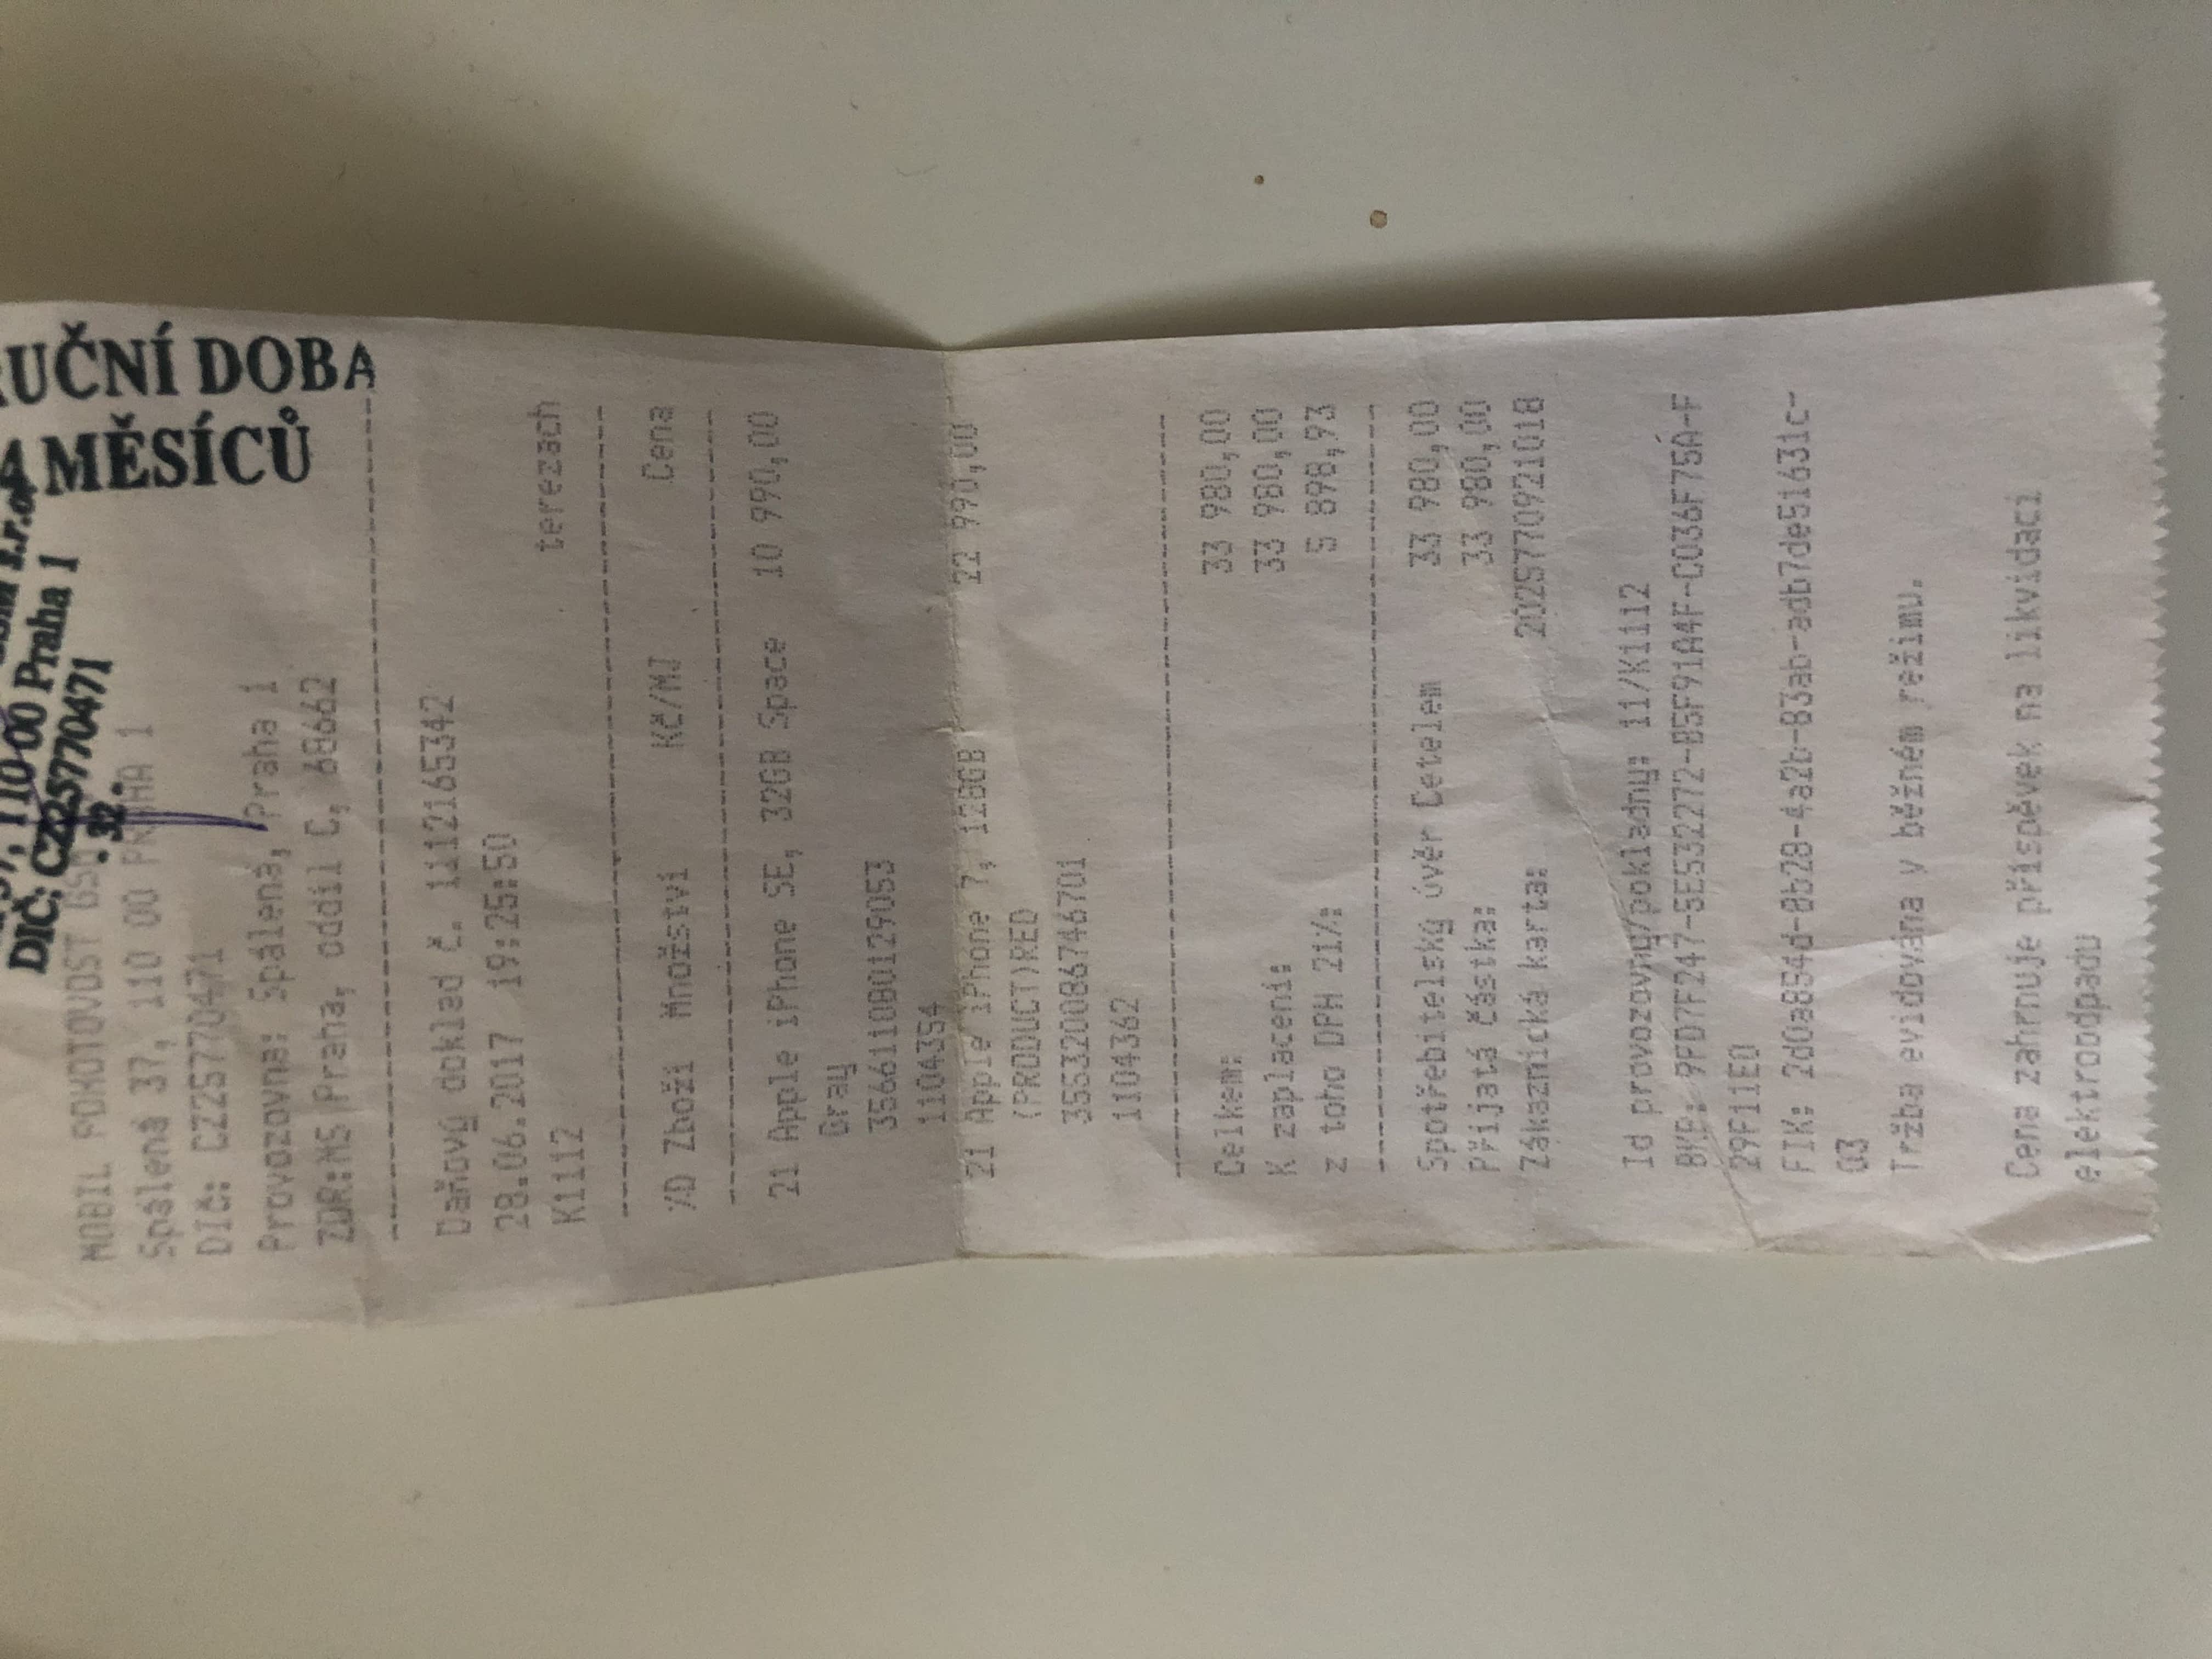 UČNÍ DOBA
MĚSÍCŮ
s.r.o.
110 00 Praha 1
DIČ: CZ25770471
. 32 .
MOBIL POHOTOVOST GSM
Spálená 37, 110 00 PRAHA 1
DIČ: CZ25770471
Provozovna: Spálená, Praha 1
ZDR:MS Praha, oddíl C, 68662
Daňový doklad č. 1112165342
28.06.2017 19:25:50
K1112 terezach
%D Zboží Množství Kč/MJ Cena
21 Apple iPhone SE, 32GB Space 10 990,00
Gray
356611080129053
1104354
21 Apple iPhone 7, 128GB 22 990,00
(PRODUCT)RED
355320086746701
1104362
Celkem: 33 980,00
K zaplacení: 33 980,00
z toho DPH 21%: 5 898,93
Spotřebitelský úvěr Cetelem 33 980,00
Přijatá částka: 33 980,00
Zákaznická karta: 2025770921018
Id provozovny/pokladny: 11/K1112
BKP: 9FD7F247-5E532272-B5F91A4F-C036F75A-F
29F11E0
FIK: 2d0a854d-8b28-4a2b-83ab-adb7de51631c-
03
Tržba evidována v běžném režimu.
Cena zahrnuje příspěvek na likvidaci
elektroodpadu